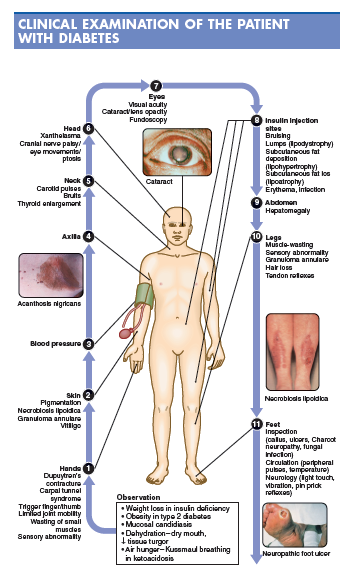 CLINICAL EXAMINATION OF THE PATIENT
WITH DIABETES
7
Eyes
Visual acuity
Cataract/lens opacity
Fundoscopy
Head 6
Xanthelasma
Cranial nerve palsy/
eye movements/
ptosis
Neck 5
Carotid pulses
Bruits
Thyroid enlargement
Axilla 4
Acanthosis nigricans
Blood pressure 3
Skin 2
Pigmentation
Necrobiosis lipoidica
Granuloma annulare
Vitiligo
Hands 1
Dupuytren's
contracture
Carpal tunnel
syndrome
Trigger finger/thumb
Limited joint mobility
Wasting of small
muscles
Sensory abnormality
Cataract
8 Insulin injection
sites
Bruising
Lumps (lipodystrophy)
Subcutaneous fat
deposition
(lipohypertrophy)
Subcutaneous fat los
(lipoatrophy)
Erythema, infection
9 Abdomen
Hepatomegaly
10 Legs
Muscle-wasting
Sensory abnormality
Granuloma annulare
Hair loss
Tendon reflexes
Necrobiosis lipoidica
11 Feet
Inspection
(callus, ulcers, Charcot
neuropathy, fungal
infection)
Circulation (peripheral
pulses, temperature)
Neurology (light touch,
vibration, pin prick
reflexes)
Neuropathic foot ulcer
Observation
• Weight loss in insulin deficiency
• Obesity in type 2 diabetes
• Mucosal candidiasis
• Dehydration–dry mouth,
↓ tissue turgor
• Air hunger–Kussmaul breathing
in ketoacidosis